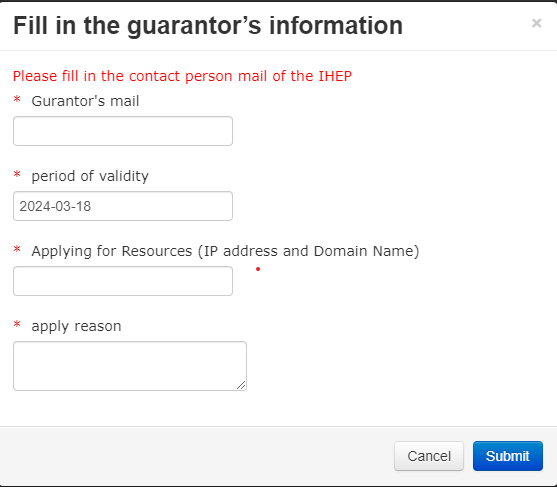 Fill in the guarantor’s information ×
Please fill in the contact person mail of the IHEP
* Gurantor's mail
* period of validity
2024-03-18
* Applying for Resources (IP address and Domain Name)
* apply reason
Cancel Submit